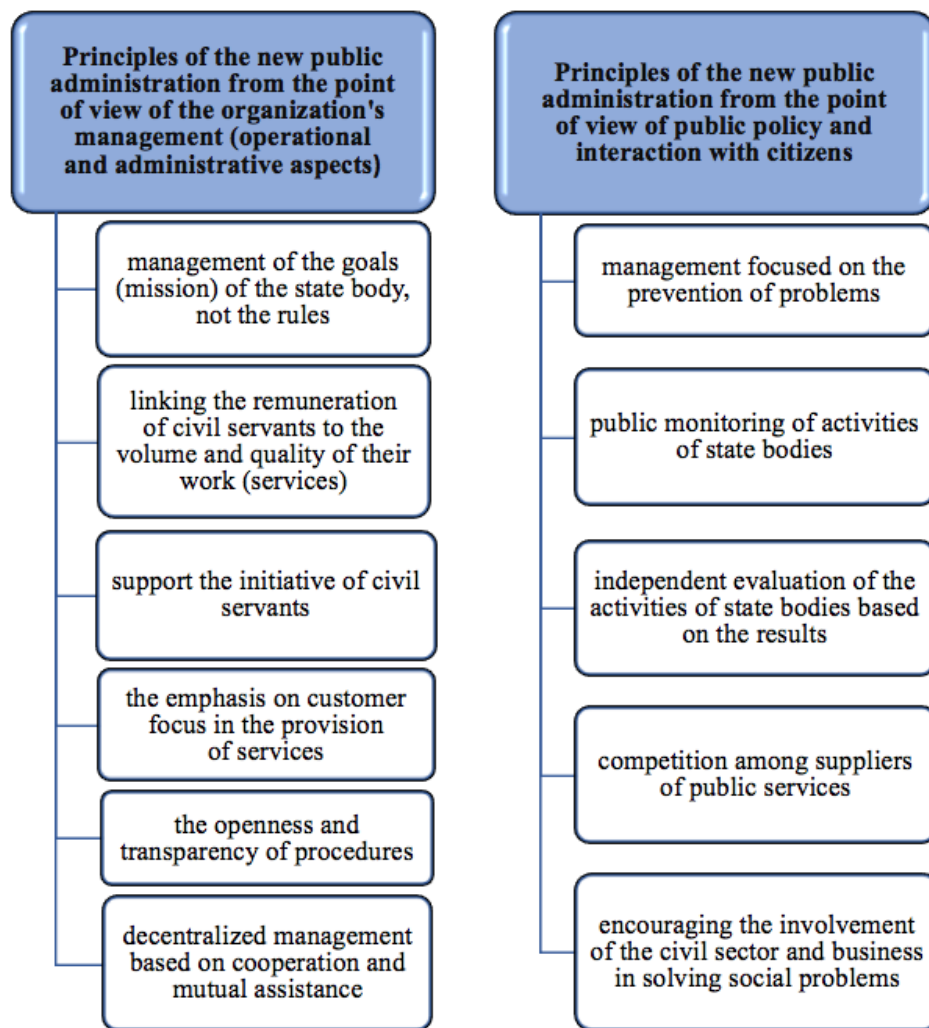 Principles of the new public
administration from the point
of view of the organization's
management (operational
and administrative aspects)
management of the goals
(mission) of the state body,
not the rules
linking the remuneration
of civil servants to the
volume and quality of their
work (services)
support the initiative of civil
servants
the emphasis on customer
focus in the provision
of services
the openness and
transparency of procedures
decentralized management
based on cooperation and
mutual assistance
Principles of the new public
administration from the point
of view of public policy and
interaction with citizens
management focused on the
prevention of problems
public monitoring of activities
of state bodies
independent evaluation of the
activities of state bodies based
on the results
competition among suppliers
of public services
encouraging the involvement
of the civil sector and business
in solving social problems